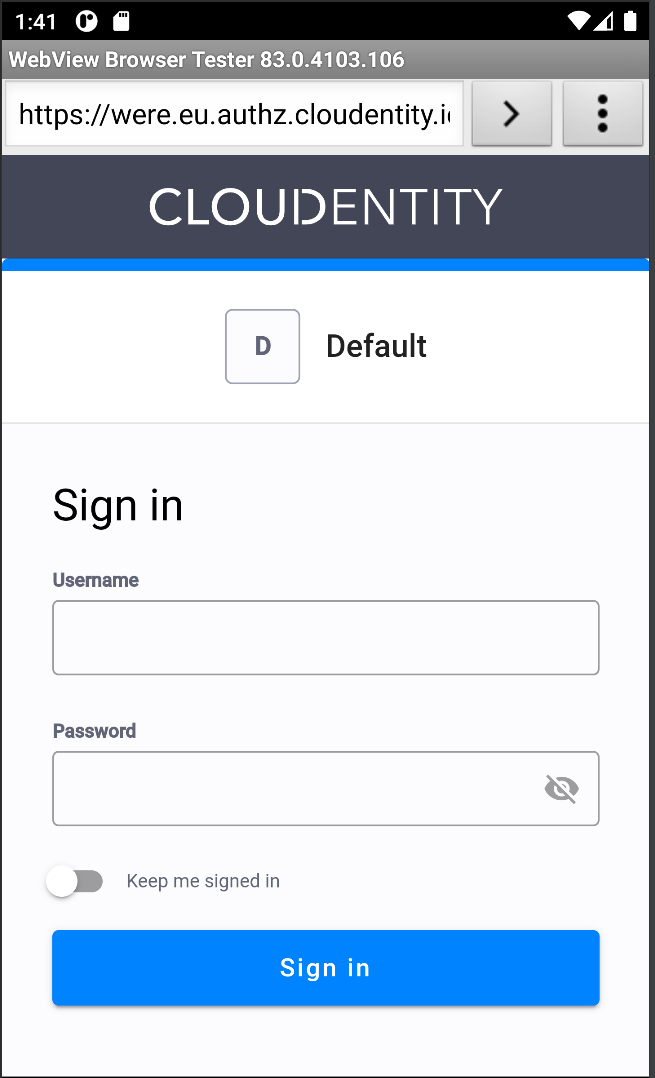 1:41
WebView Browser Tester 83.0.4103.106
https://were.eu.authz.cloudentity.i
CLOUDENTITY
D Default
Sign in
Username
Password
Keep me signed in
Sign in